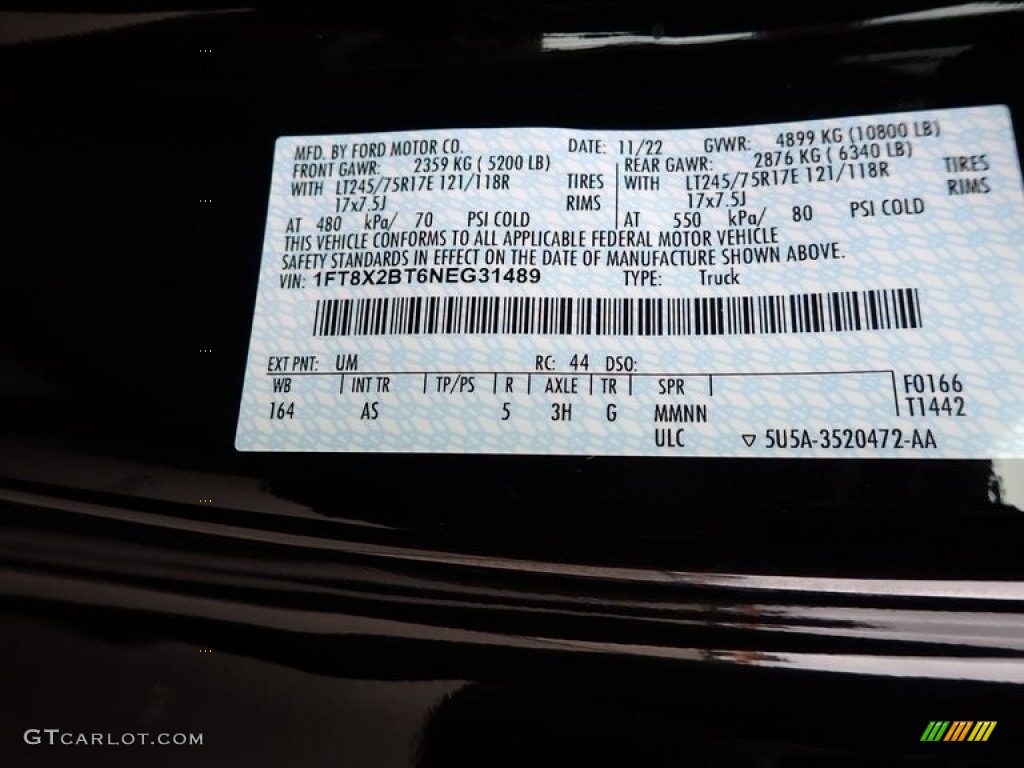 MFD. BY FORD MOTOR CO. DATE: 11/22 GVWR: 4899 KG (10800 LB)
FRONT GAWR: 2359 KG ( 5200 LB) REAR GAWR: 2876 KG ( 6340 LB)
WITH LT245/75R17E 121/118R TIRES WITH LT245/75R17E 121/118R TIRES
17x7.5J RIMS 17x7.5J RIMS
AT 480 kPa/ 70 PSI COLD AT 550 kPa/ 80 PSI COLD
THIS VEHICLE CONFORMS TO ALL APPLICABLE FEDERAL MOTOR VEHICLE
SAFETY STANDARDS IN EFFECT ON THE DATE OF MANUFACTURE SHOWN ABOVE.
VIN: 1FT8X2BT6NEG31489 TYPE: Truck
EXT PNT: UM RC: 44 DSO:
WB INT TR TP/PS R AXLE TR SPR F0166
164 AS 5 3H G MMNN T1442
ULC ▽ 5U5A-3520472-AA
GTCARLOT.COM